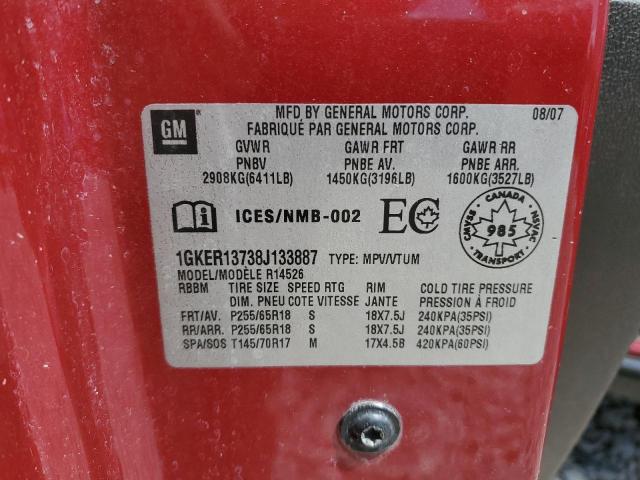 GM
MFD BY GENERAL MOTORS CORP. 08/07
FABRIQUÉ PAR GENERAL MOTORS CORP.
GVWR GAWR FRT GAWR RR
PNBV PNBE AV. PNBE ARR.
2908KG(6411LB) 1450KG(3196LB) 1600KG(3527LB)
i ICES/NMB-002 EC CANADA CMVSS NSVAC 985 TRANSPORT
1GKER13738J133887 TYPE: MPV/VTUM
MODEL/MODÈLE R14526
RBBM TIRE SIZE SPEED RTG RIM COLD TIRE PRESSURE
DIM. PNEU COTE VITESSE JANTE PRESSION À FROID
FRT/AV. P255/65R18 S 18X7.5J 240KPA(35PSI)
RR/ARR. P255/65R18 S 18X7.5J 240KPA(35PSI)
SPA/SOS T145/70R17 M 17X4.5B 420KPA(60PSI)